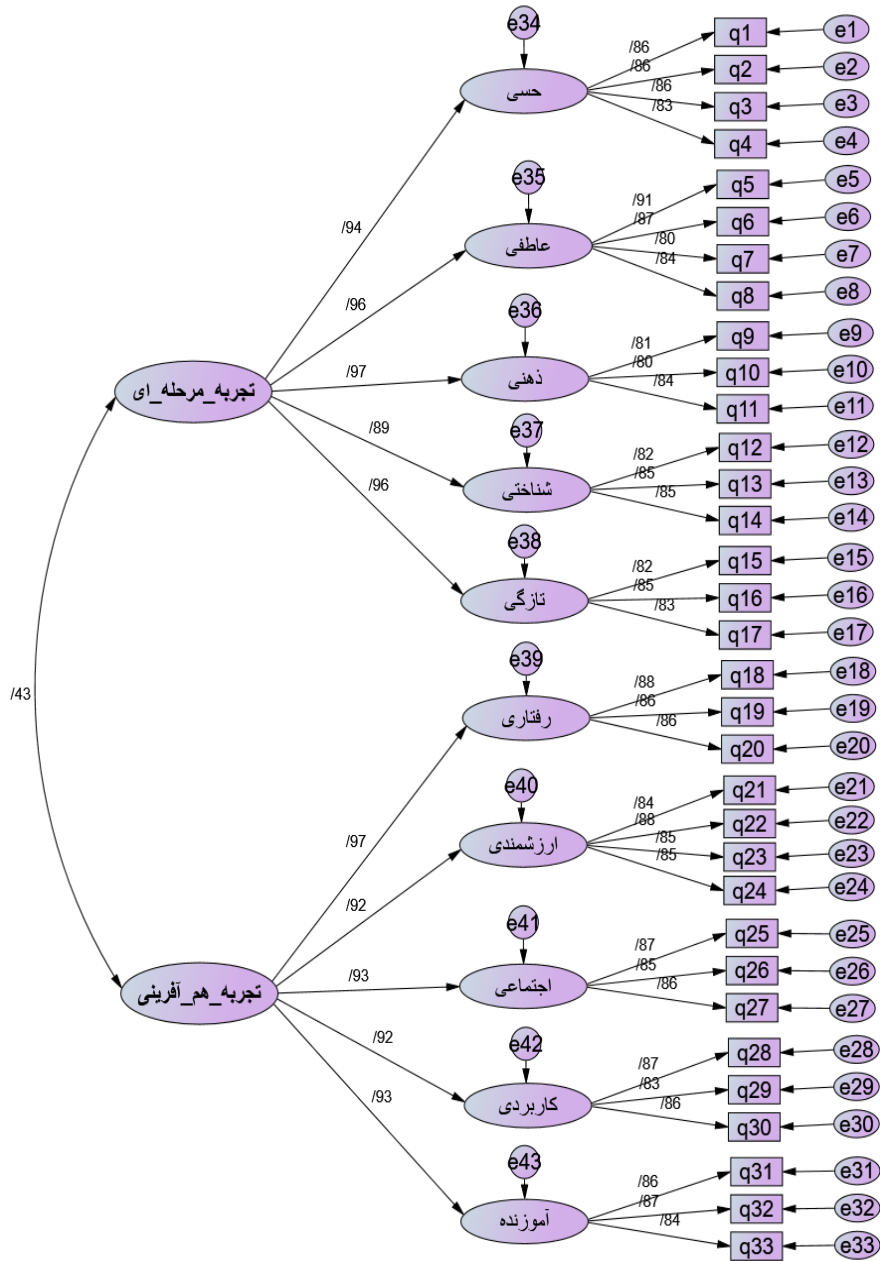 e34
حسی
/86
/86
/86
/83
q1
e1
q2
e2
q3
e3
q4
e4
e35
عاطفی
/91
/87
/80
/84
q5
e5
q6
e6
q7
e7
q8
e8
e36
ذهنی
/81
/80
/84
q9
e9
q10
e10
q11
e11
e37
شناختی
/82
/85
/85
q12
e12
q13
e13
q14
e14
e38
تازگی
/82
/85
/83
q15
e15
q16
e16
q17
e17
/94
/96
/97
/89
/96
تجربه_مرحله_ای
/43
e39
رفتاری
/88
/86
/86
q18
e18
q19
e19
q20
e20
e40
ارزشمندی
/84
/88
/85
/85
q21
e21
q22
e22
q23
e23
q24
e24
e41
اجتماعی
/87
/85
/86
q25
e25
q26
e26
q27
e27
e42
کاربردی
/87
/83
/86
q28
e28
q29
e29
q30
e30
e43
آموزنده
/86
/87
/84
q31
e31
q32
e32
q33
e33
/97
/92
/93
/92
/93
تجربه_هم_آفرینی